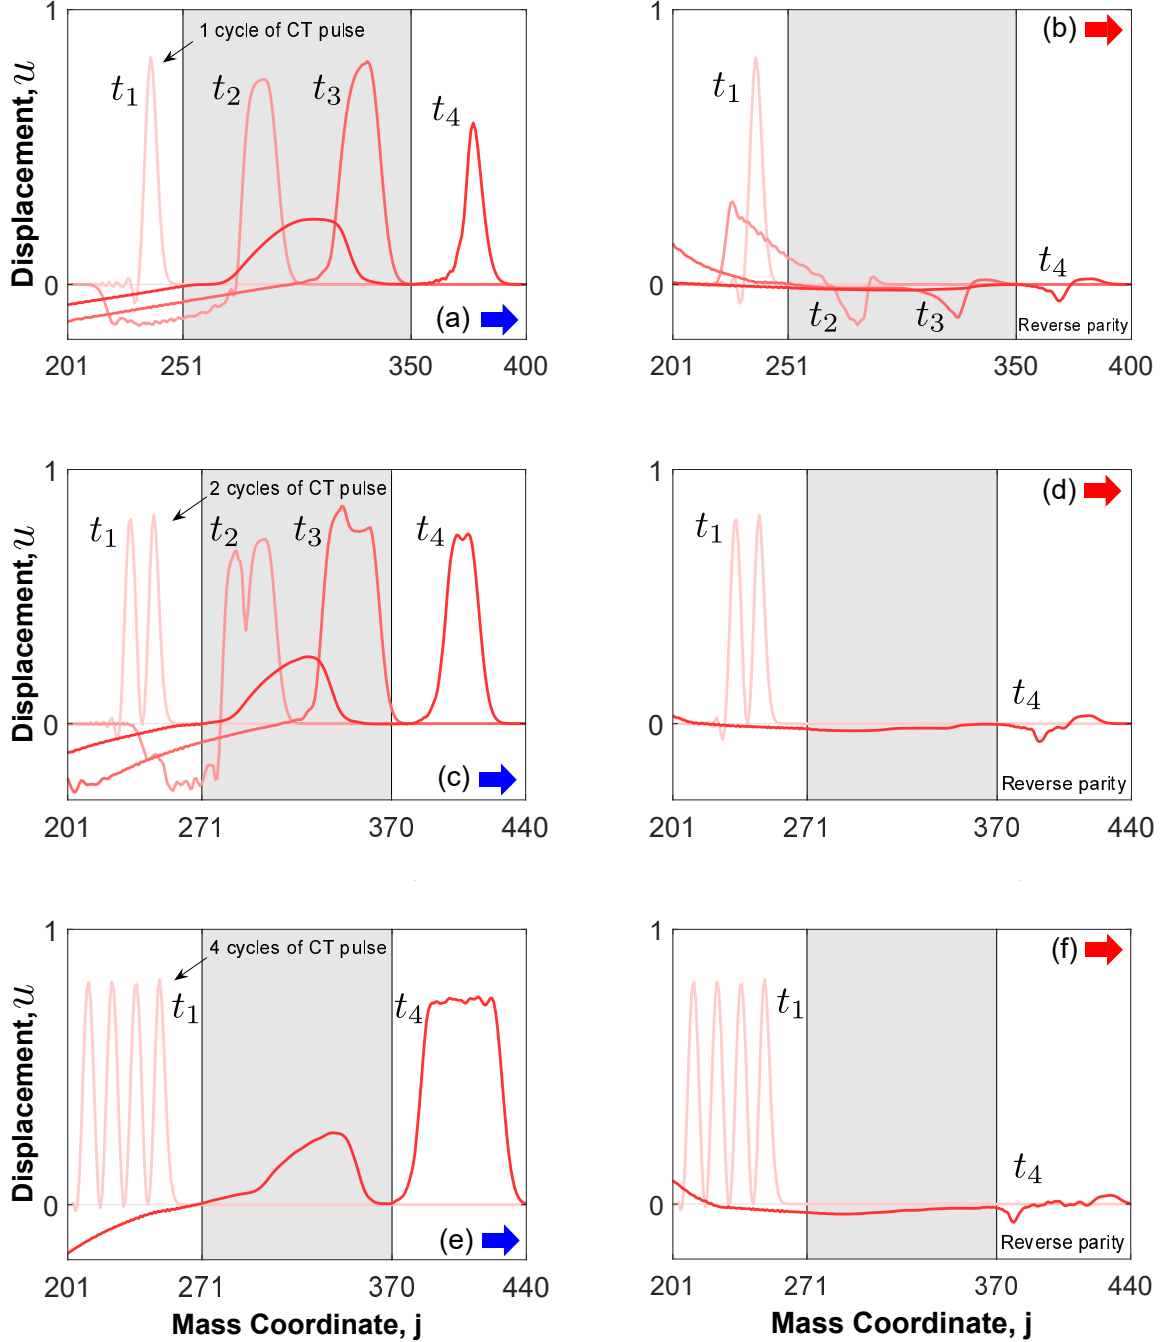 1
1 cycle of CT pulse
t1
t2
t3
t4
Displacement, u
0
(a)
201
251
350
400
1
(b)
t1
t4
t2
t3
0
Reverse parity
201
251
350
400
1
2 cycles of CT pulse
t1
t2
t3
t4
Displacement, u
0
(c)
201
271
370
440
1
(d)
t1
t4
0
Reverse parity
201
271
370
440
1
4 cycles of CT pulse
t1
t4
Displacement, u
0
(e)
201
271
370
440
Mass Coordinate, j
1
(f)
t1
t4
0
Reverse parity
201
271
370
440
Mass Coordinate, j